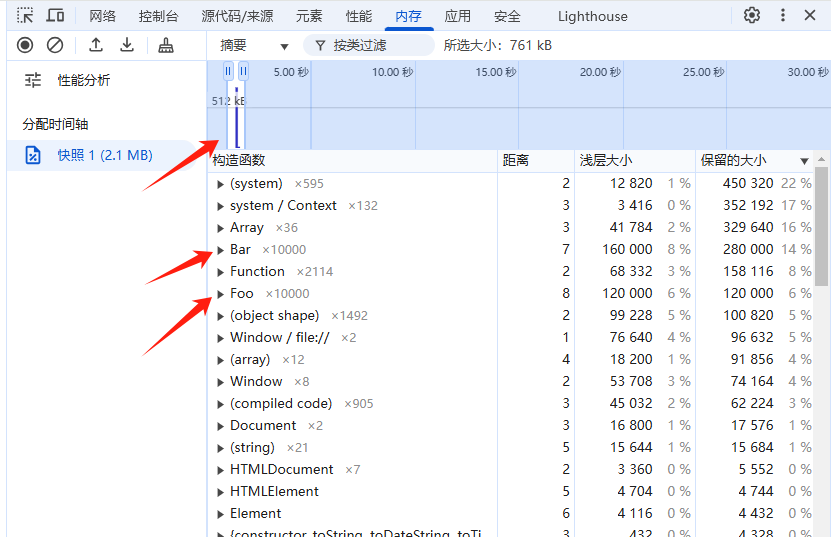 网络 控制台 源代码/来源 元素 性能 内存 应用 安全 Lighthouse
摘要 按类过滤 所选大小：761 kB
性能分析
分配时间轴
快照 1 (2.1 MB)
5.00 秒 10.00 秒 15.00 秒 20.00 秒 25.00 秒 30.00 秒
512 kB
构造函数 距离 浅层大小 保留的大小
(system) ×595 2 12 820 1 % 450 320 22 %
system / Context ×132 3 3 416 0 % 352 192 17 %
Array ×36 3 41 784 2 % 329 640 16 %
Bar ×10000 7 160 000 8 % 280 000 14 %
Function ×2114 2 68 332 3 % 158 116 8 %
Foo ×10000 8 120 000 6 % 120 000 6 %
(object shape) ×1492 2 99 228 5 % 100 820 5 %
Window / file:// ×2 1 76 640 4 % 96 632 5 %
(array) ×12 4 18 200 1 % 91 856 4 %
Window ×8 2 53 708 3 % 74 164 4 %
(compiled code) ×905 3 45 032 2 % 62 224 3 %
Document ×2 3 16 800 1 % 17 576 1 %
(string) ×21 5 15 644 1 % 15 684 1 %
HTMLDocument ×7 2 3 360 0 % 5 552 0 %
HTMLElement 5 4 704 0 % 4 744 0 %
Element 6 4 116 0 % 4 432 0 %
{constructor, toString, toDateString, toTi 3 432 0 % 4 328 0 %